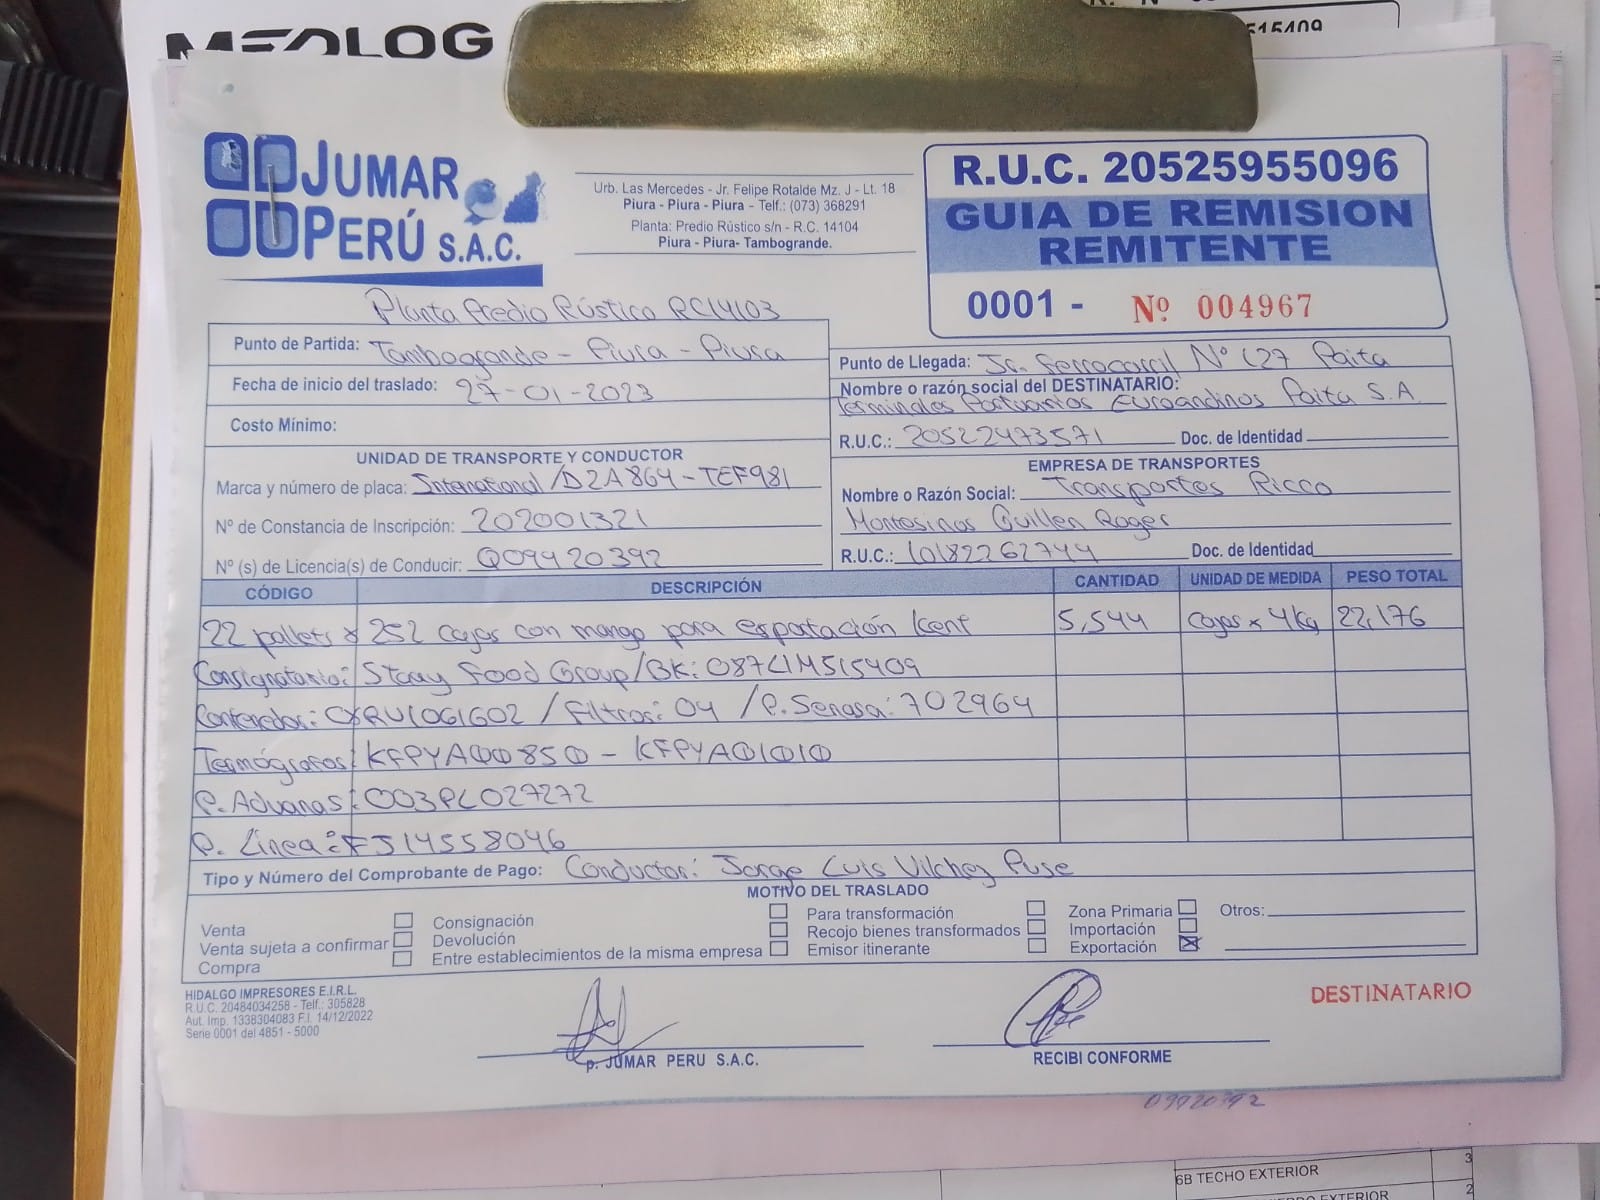 MEDLOG
515409
JUMAR
PERÚ S.A.C.
Urb. Las Mercedes - Jr. Felipe Rotalde Mz. J - Lt. 18
Piura - Piura - Piura - Telf.: (073) 368291
Planta: Predio Rústico s/n - R.C. 14104
Piura - Piura- Tambogrande.
R.U.C. 20525955096
GUIA DE REMISION
REMITENTE
0001 - Nº 004967
Planta Predio Rústico RC14103
Punto de Partida: Tambogrande - Piura - Piura
Fecha de inicio del traslado: 27-01-2023
Costo Mínimo:
Punto de Llegada: Jr. Ferrocarril Nº 127 Paita
Nombre o razón social del DESTINATARIO:
Terminales Portuarios Euroandinos Paita S.A.
R.U.C.: 20522473571 Doc. de Identidad
UNIDAD DE TRANSPORTE Y CONDUCTOR
Marca y número de placa: International /D2A864-TEF981
Nº de Constancia de Inscripción: 202001321
Nº (s) de Licencia(s) de Conducir: Q09920392
EMPRESA DE TRANSPORTES
Nombre o Razón Social: Transportes Ricco
Montesinos Guillen Roger
R.U.C.: 10182262744 Doc. de Identidad
CÓDIGO DESCRIPCIÓN CANTIDAD UNIDAD DE MEDIDA PESO TOTAL
22 pallets x 252 cajas con mango para exportación Kent 5,544 cajas x 4kg 22,176
Consignatario: Stay Food Group/BK: 087LIM515409
Contenedor: CXRU1061602 / Filtros: 04 / P. Senasa: 702964
Termógrafos: KFPYA00850 - KFPYA01010
P. Aduanas: 003PL027272
P. Línea: FJ14558046
Tipo y Número del Comprobante de Pago: Conductor: Jorge Luis Vilchez Puse
MOTIVO DEL TRASLADO
Venta
Venta sujeta a confirmar
Compra
Consignación
Devolución
Entre establecimientos de la misma empresa
Para transformación
Recojo bienes transformados
Emisor itinerante
Zona Primaria
Importación
Exportación
Otros:
HIDALGO IMPRESORES E.I.R.L.
R.U.C. 20484034258 - Telf.: 305828
Aut. Imp. 1338304083 F.I. 14/12/2022
Serie 0001 del 4851 - 5000
p. JUMAR PERU S.A.C.
RECIBI CONFORME
DESTINATARIO
09920392
6B TECHO EXTERIOR 3
EXTERIOR 2